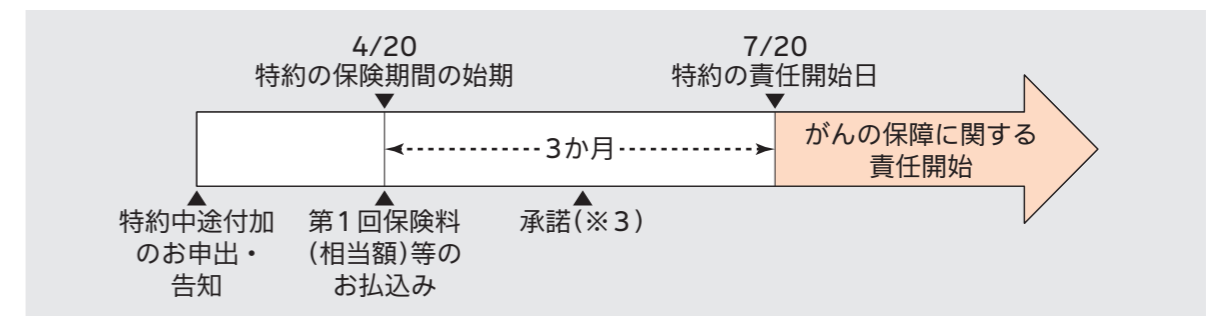 4/20
特約の保険期間の始期
7/20
特約の責任開始日
3か月
がんの保障に関する
責任開始
特約中途付加
のお申出・
告知
第1回保険料
(相当額)等の
お払込み
承諾(※3)